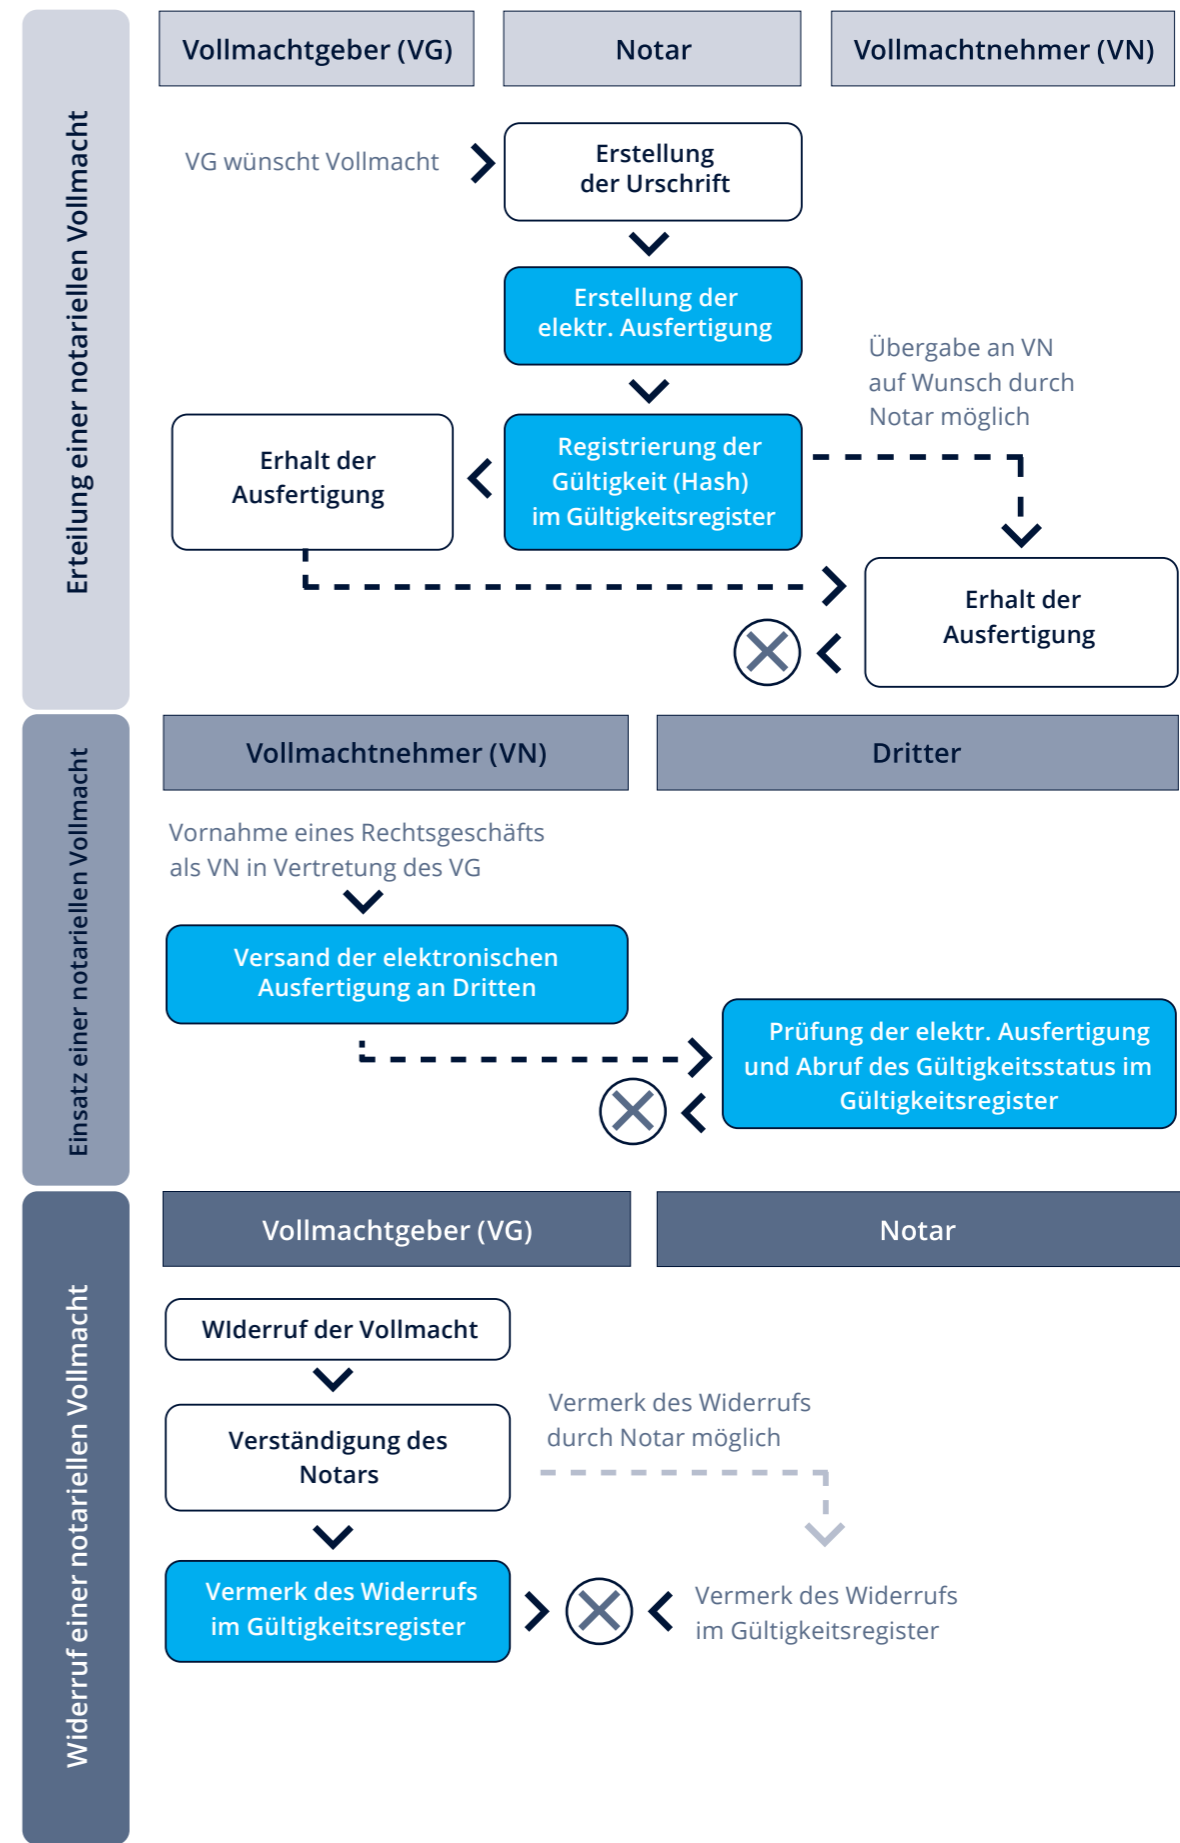 Erteilung einer notariellen Vollmacht
Vollmachtgeber (VG)
Notar
Vollmachtnehmer (VN)
VG wünscht Vollmacht
Erstellung
der Urschrift
Erstellung der
elektr. Ausfertigung
Übergabe an VN
auf Wunsch durch
Notar möglich
Registrierung der
Gültigkeit (Hash)
im Gültigkeitsregister
Erhalt der
Ausfertigung
Erhalt der
Ausfertigung
Einsatz einer notariellen Vollmacht
Vollmachtnehmer (VN)
Dritter
Vornahme eines Rechtsgeschäfts
als VN in Vertretung des VG
Versand der elektronischen
Ausfertigung an Dritten
Prüfung der elektr. Ausfertigung
und Abruf des Gültigkeitsstatus im
Gültigkeitsregister
Widerruf einer notariellen Vollmacht
Vollmachtgeber (VG)
Notar
WIderruf der Vollmacht
Verständigung des
Notars
Vermerk des Widerrufs
durch Notar möglich
Vermerk des Widerrufs
im Gültigkeitsregister
Vermerk des Widerrufs
im Gültigkeitsregister